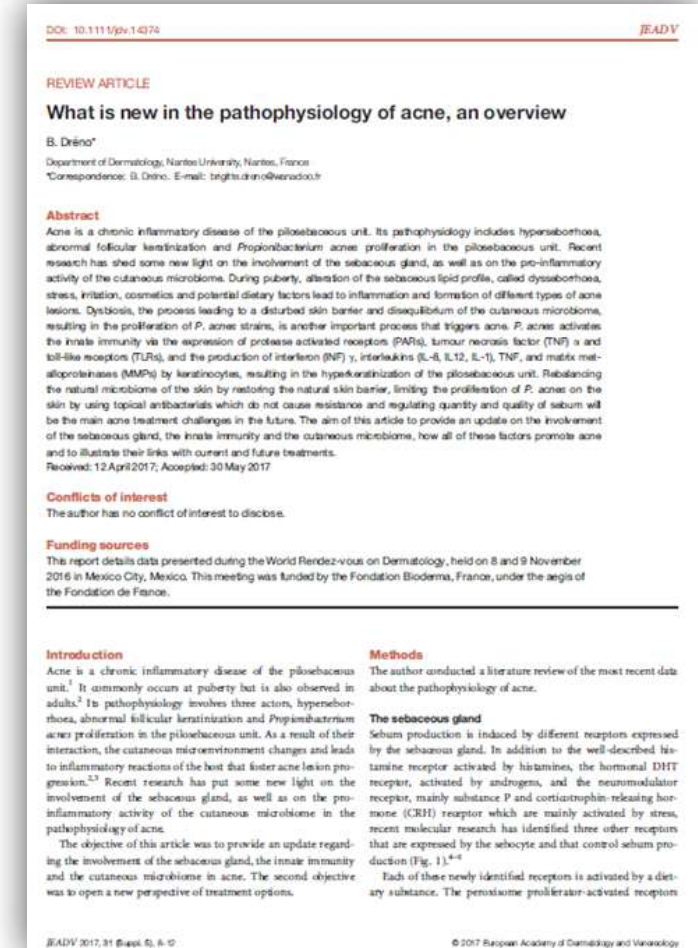 DOI: 10.1111/jdv.14374
JEADV
REVIEW ARTICLE
What is new in the pathophysiology of acne, an overview
B. Dréno*
Department of Dermatology, Nantes University, Nantes, France
*Correspondence: B. Dréno. E-mail: brigitte.dreno@wanadoo.fr
Abstract
Acne is a chronic inflammatory disease of the pilosebaceous unit. Its pathophysiology includes hyperseborrhoea,
abnormal follicular keratinization and Propionibacterium acnes proliferation in the pilosebaceous unit. Recent
research has shed some new light on the involvement of the sebaceous gland, as well as on the pro-inflammatory
activity of the cutaneous microbiome. During puberty, alteration of the sebaceous lipid profile, called dysseborrhoea,
stress, irritation, cosmetics and potential dietary factors lead to inflammation and formation of different types of acne
lesions. Dysbiosis, the process leading to a disturbed skin barrier and disequilibrium of the cutaneous microbiome,
resulting in the proliferation of P. acnes strains, is another important process that triggers acne. P. acnes activates
the innate immunity via the expression of protease activated receptors (PARs), tumour necrosis factor (TNF) α and
toll-like receptors (TLRs), and the production of interferon (INF) γ, interleukins (IL-8, IL12, IL-1), TNF, and matrix met-
alloproteinases (MMPs) by keratinocytes, resulting in the hyperkeratinization of the pilosebaceous unit. Rebalancing
the natural microbiome of the skin by restoring the natural skin barrier, limiting the proliferation of P. acnes on the
skin by using topical antibacterials which do not cause resistance and regulating quantity and quality of sebum will
be the main acne treatment challenges in the future. The aim of this article to provide an update on the involvement
of the sebaceous gland, the innate immunity and the cutaneous microbiome, how all of these factors promote acne
and to illustrate their links with current and future treatments.
Received: 12 April 2017; Accepted: 30 May 2017
Conflicts of interest
The author has no conflict of interest to disclose.
Funding sources
This report details data presented during the World Rendez-vous on Dermatology, held on 8 and 9 November
2016 in Mexico City, Mexico. This meeting was funded by the Fondation Bioderma, France, under the aegis of
the Fondation de France.
Introduction
Acne is a chronic inflammatory disease of the pilosebaceous
unit.1 It commonly occurs at puberty but is also observed in
adults.2 Its pathophysiology involves three actors, hypersebor-
rhoea, abnormal follicular keratinization and Propionibacterium
acnes proliferation in the pilosebaceous unit. As a result of their
interaction, the cutaneous microenvironment changes and leads
to inflammatory reactions of the host that foster acne lesion pro-
gression.2,3 Recent research has put some new light on the
involvement of the sebaceous gland, as well as on the pro-
inflammatory activity of the cutaneous microbiome in the
pathophysiology of acne.
The objective of this article was to provide an update regard-
ing the involvement of the sebaceous gland, the innate immunity
and the cutaneous microbiome in acne. The second objective
was to open a new perspective of treatment options.
Methods
The author conducted a literature review of the most recent data
about the pathophysiology of acne.
The sebaceous gland
Sebum production is induced by different receptors expressed
by the sebaceous gland. In addition to the well-described his-
tamine receptor activated by histamines, the hormonal DHT
receptor, activated by androgens, and the neuromodulator
receptor, mainly substance P and corticotrophin-releasing hor-
mone (CRH) receptor which are mainly activated by stress,
recent molecular research has identified three other receptors
that are expressed by the sebocyte and that control sebum pro-
duction (Fig. 1).4–6
Each of these newly identified receptors is activated by a diet-
ary substance. The peroxisome proliferator-activated receptors
JEADV 2017, 31 (Suppl. 5), 8–12
© 2017 European Academy of Dermatology and Venereology